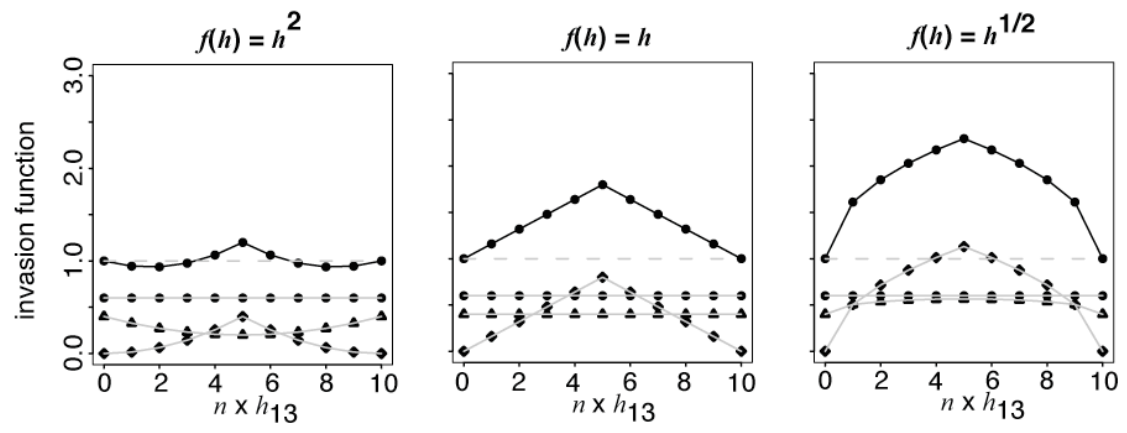 f(h) = h²
f(h) = h
f(h) = h^{1/2}
invasion function
3.0
2.0
1.0
0.0
0 2 4 6 8 10
0 2 4 6 8 10
0 2 4 6 8 10
n x h₁₃
n x h₁₃
n x h₁₃